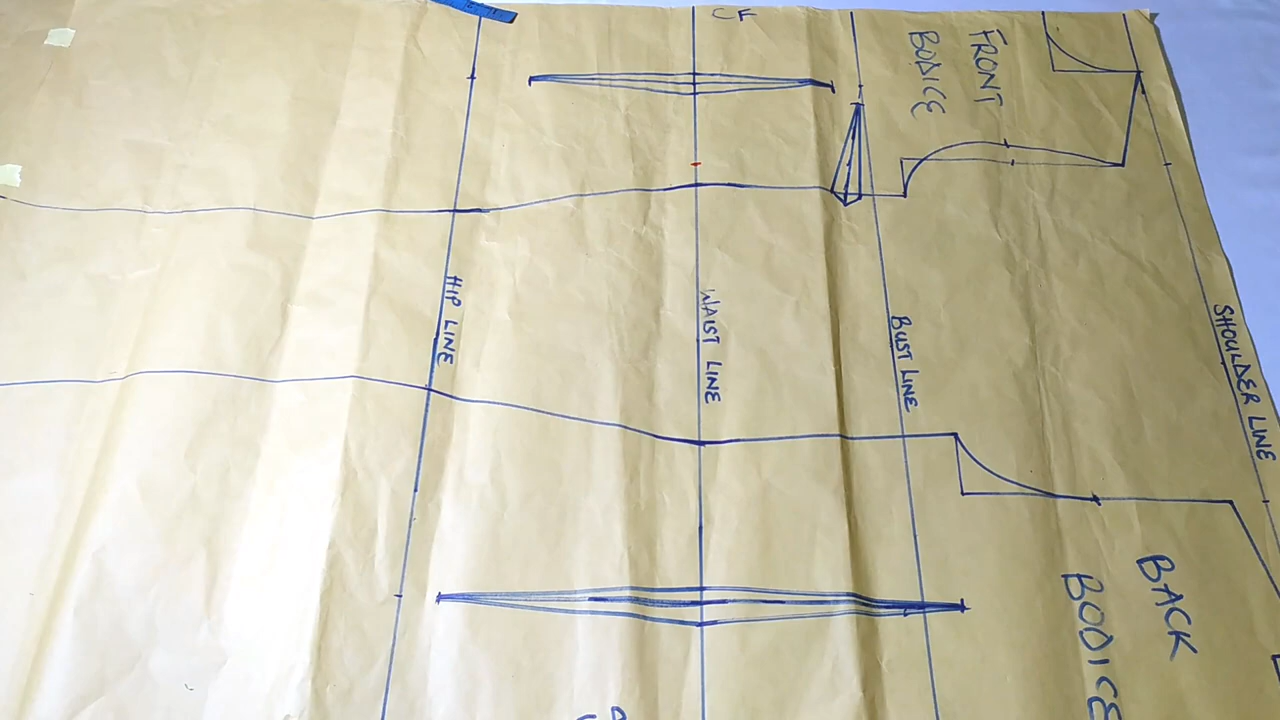 CF
FRONT
BODICE
HIP LINE
WAIST LINE
BUST LINE
SHOULDER LINE
BACK
BODICE